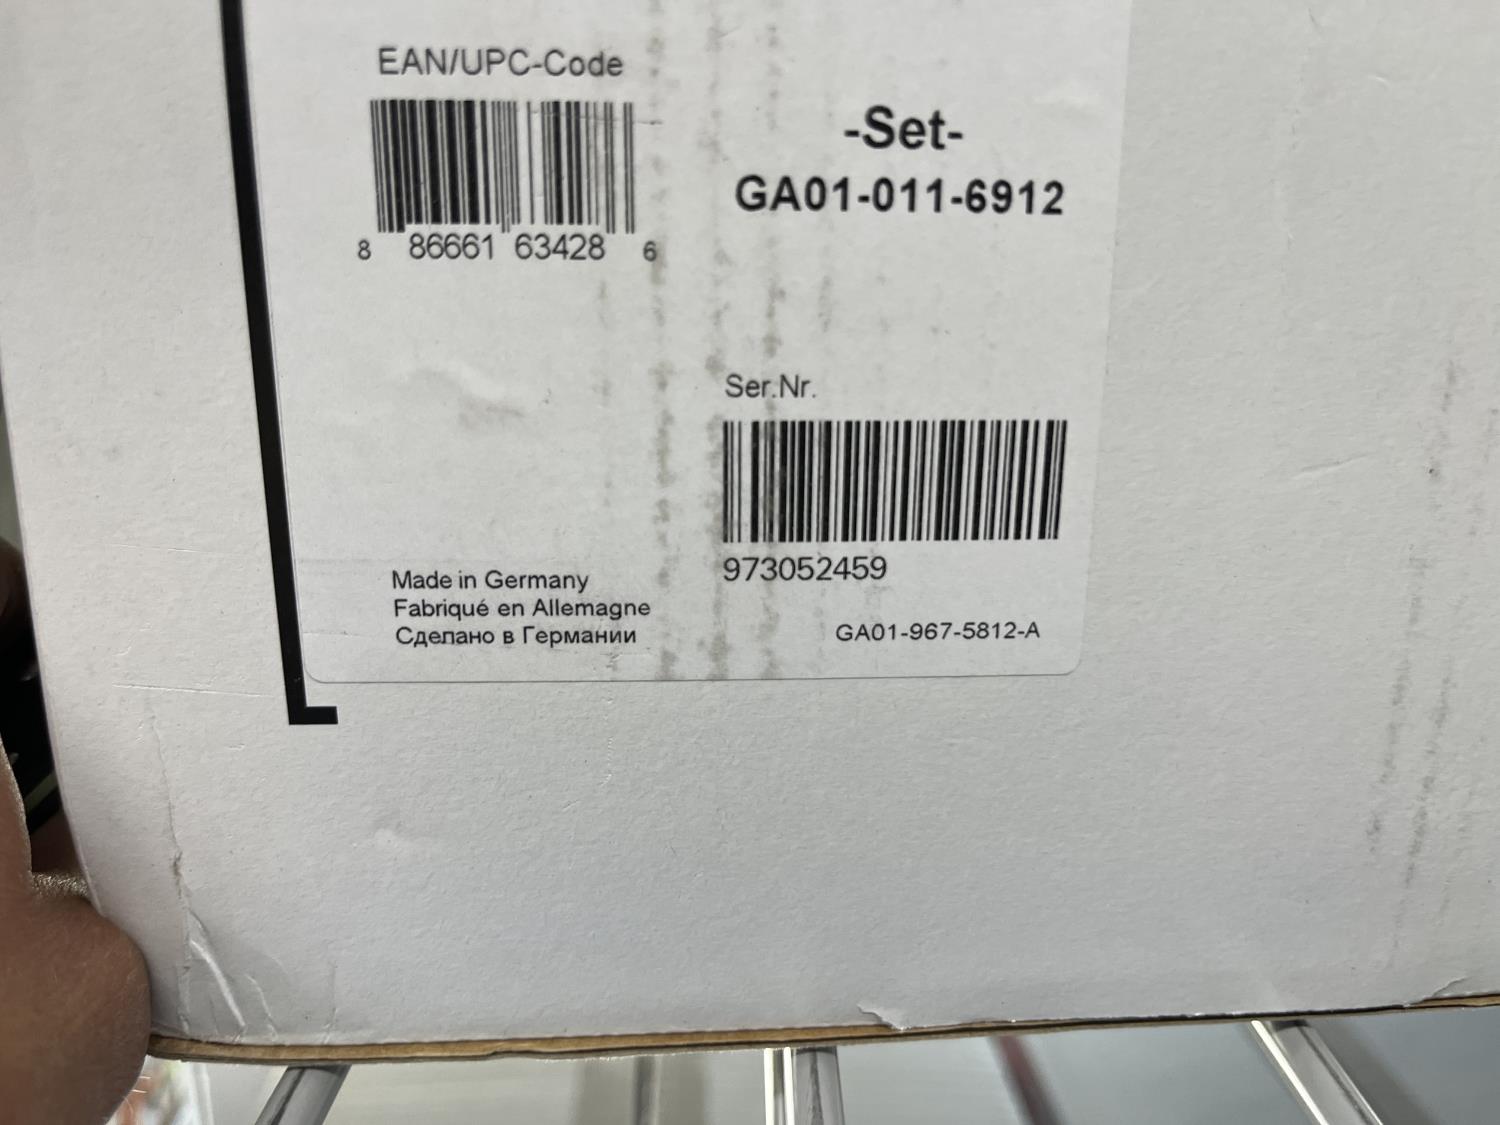 EAN/UPC-Code
8 86661 63428 6
-Set-
GA01-011-6912
Ser.Nr.
973052459
Made in Germany
Fabriqué en Allemagne
Сделано в Германии
GA01-967-5812-A